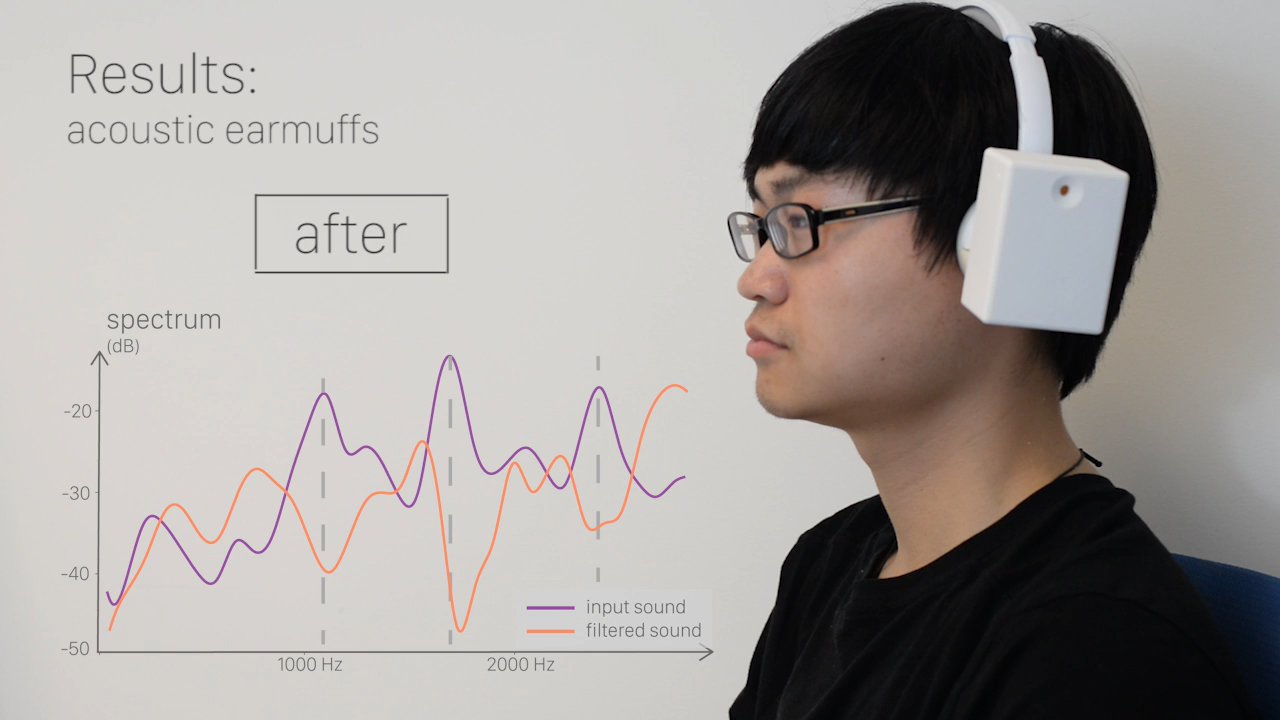 Results:
acoustic earmuffs
after
spectrum
(dB)
-20
-30
-40
-50
1000 Hz
2000 Hz
input sound
filtered sound